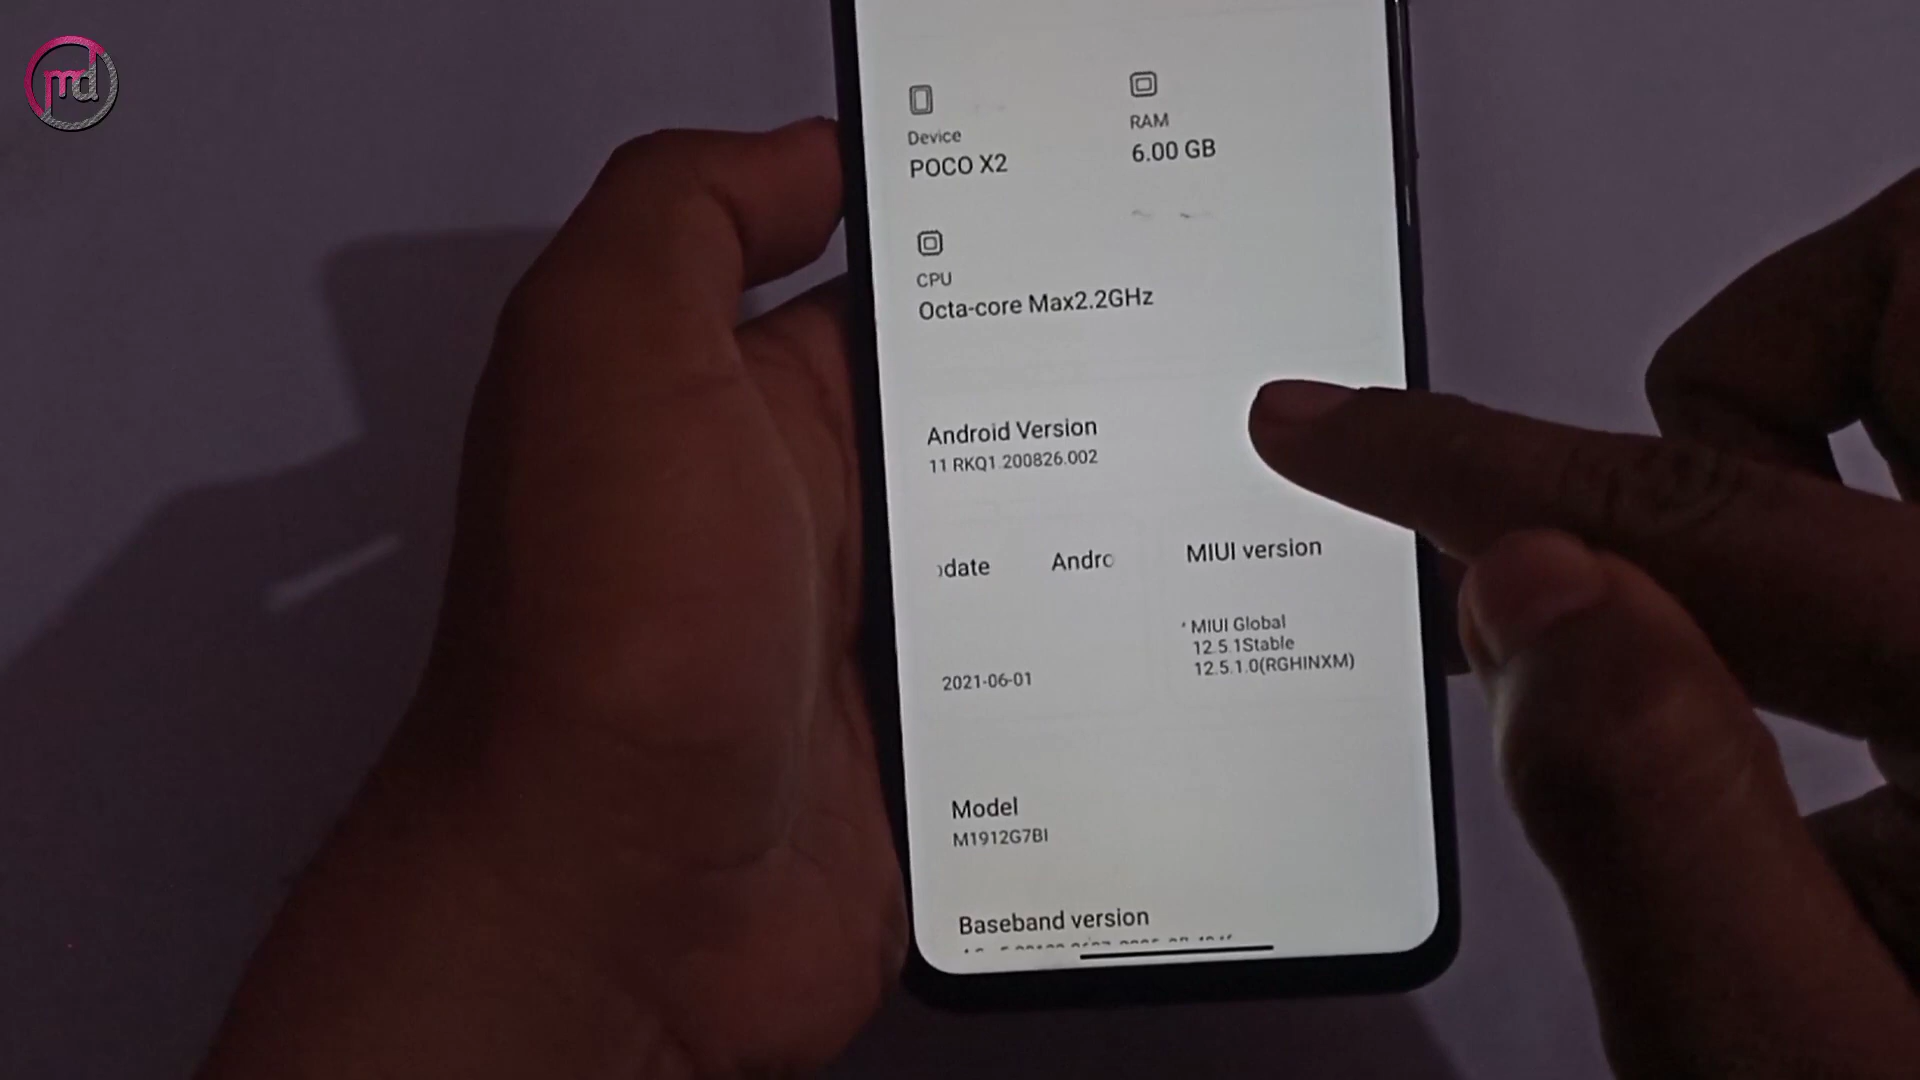 md
Device
POCO X2
RAM
6.00 GB
CPU
Octa-core Max2.2GHz
Android Version
11 RKQ1.200826.002
date
Andro
MIUI version
2021-06-01
MIUI Global
12.5.1Stable
12.5.1.0(RGHINXM)
Model
M1912G7BI
Baseband version